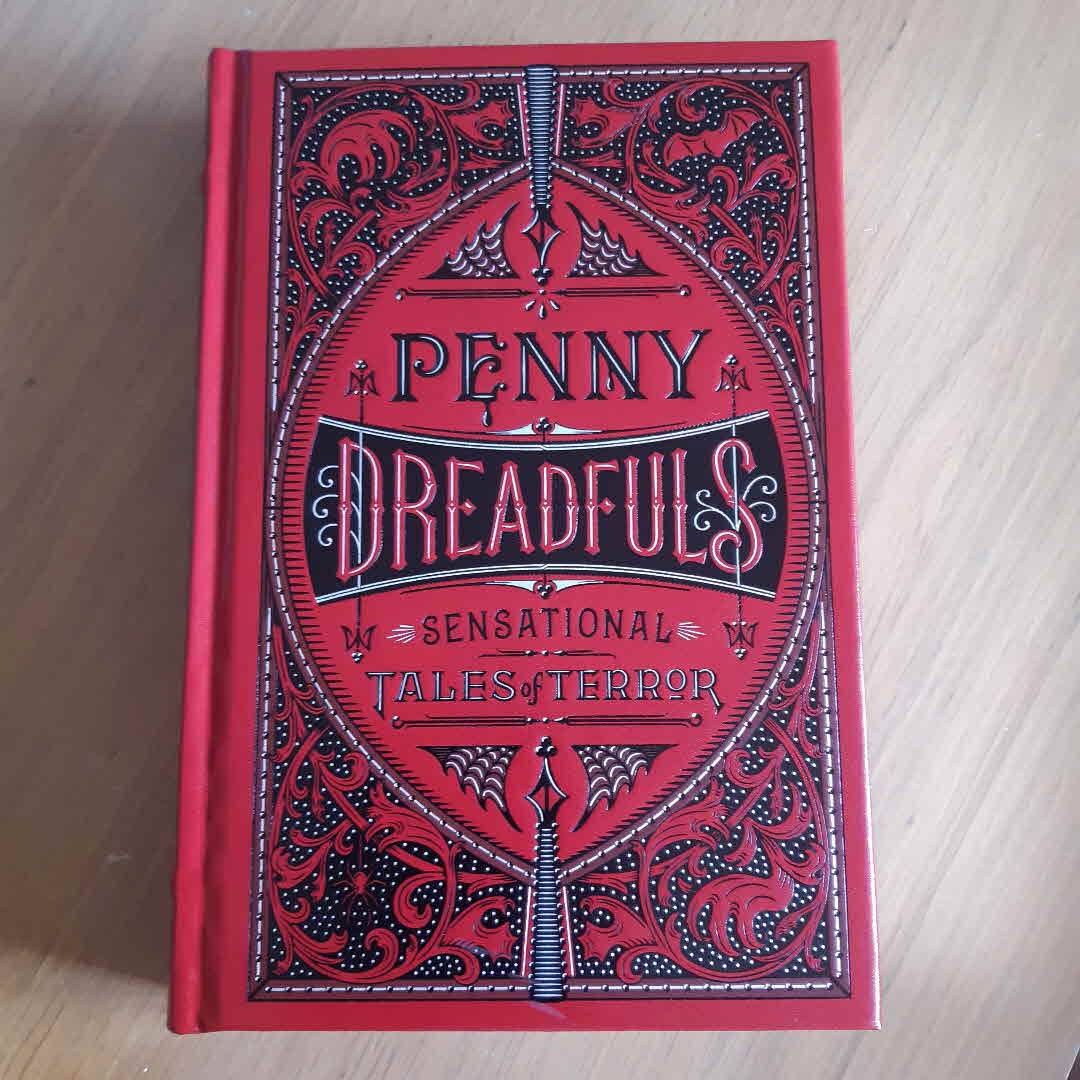 PENNY
DREADFULS
SENSATIONAL
TALES of TERROR